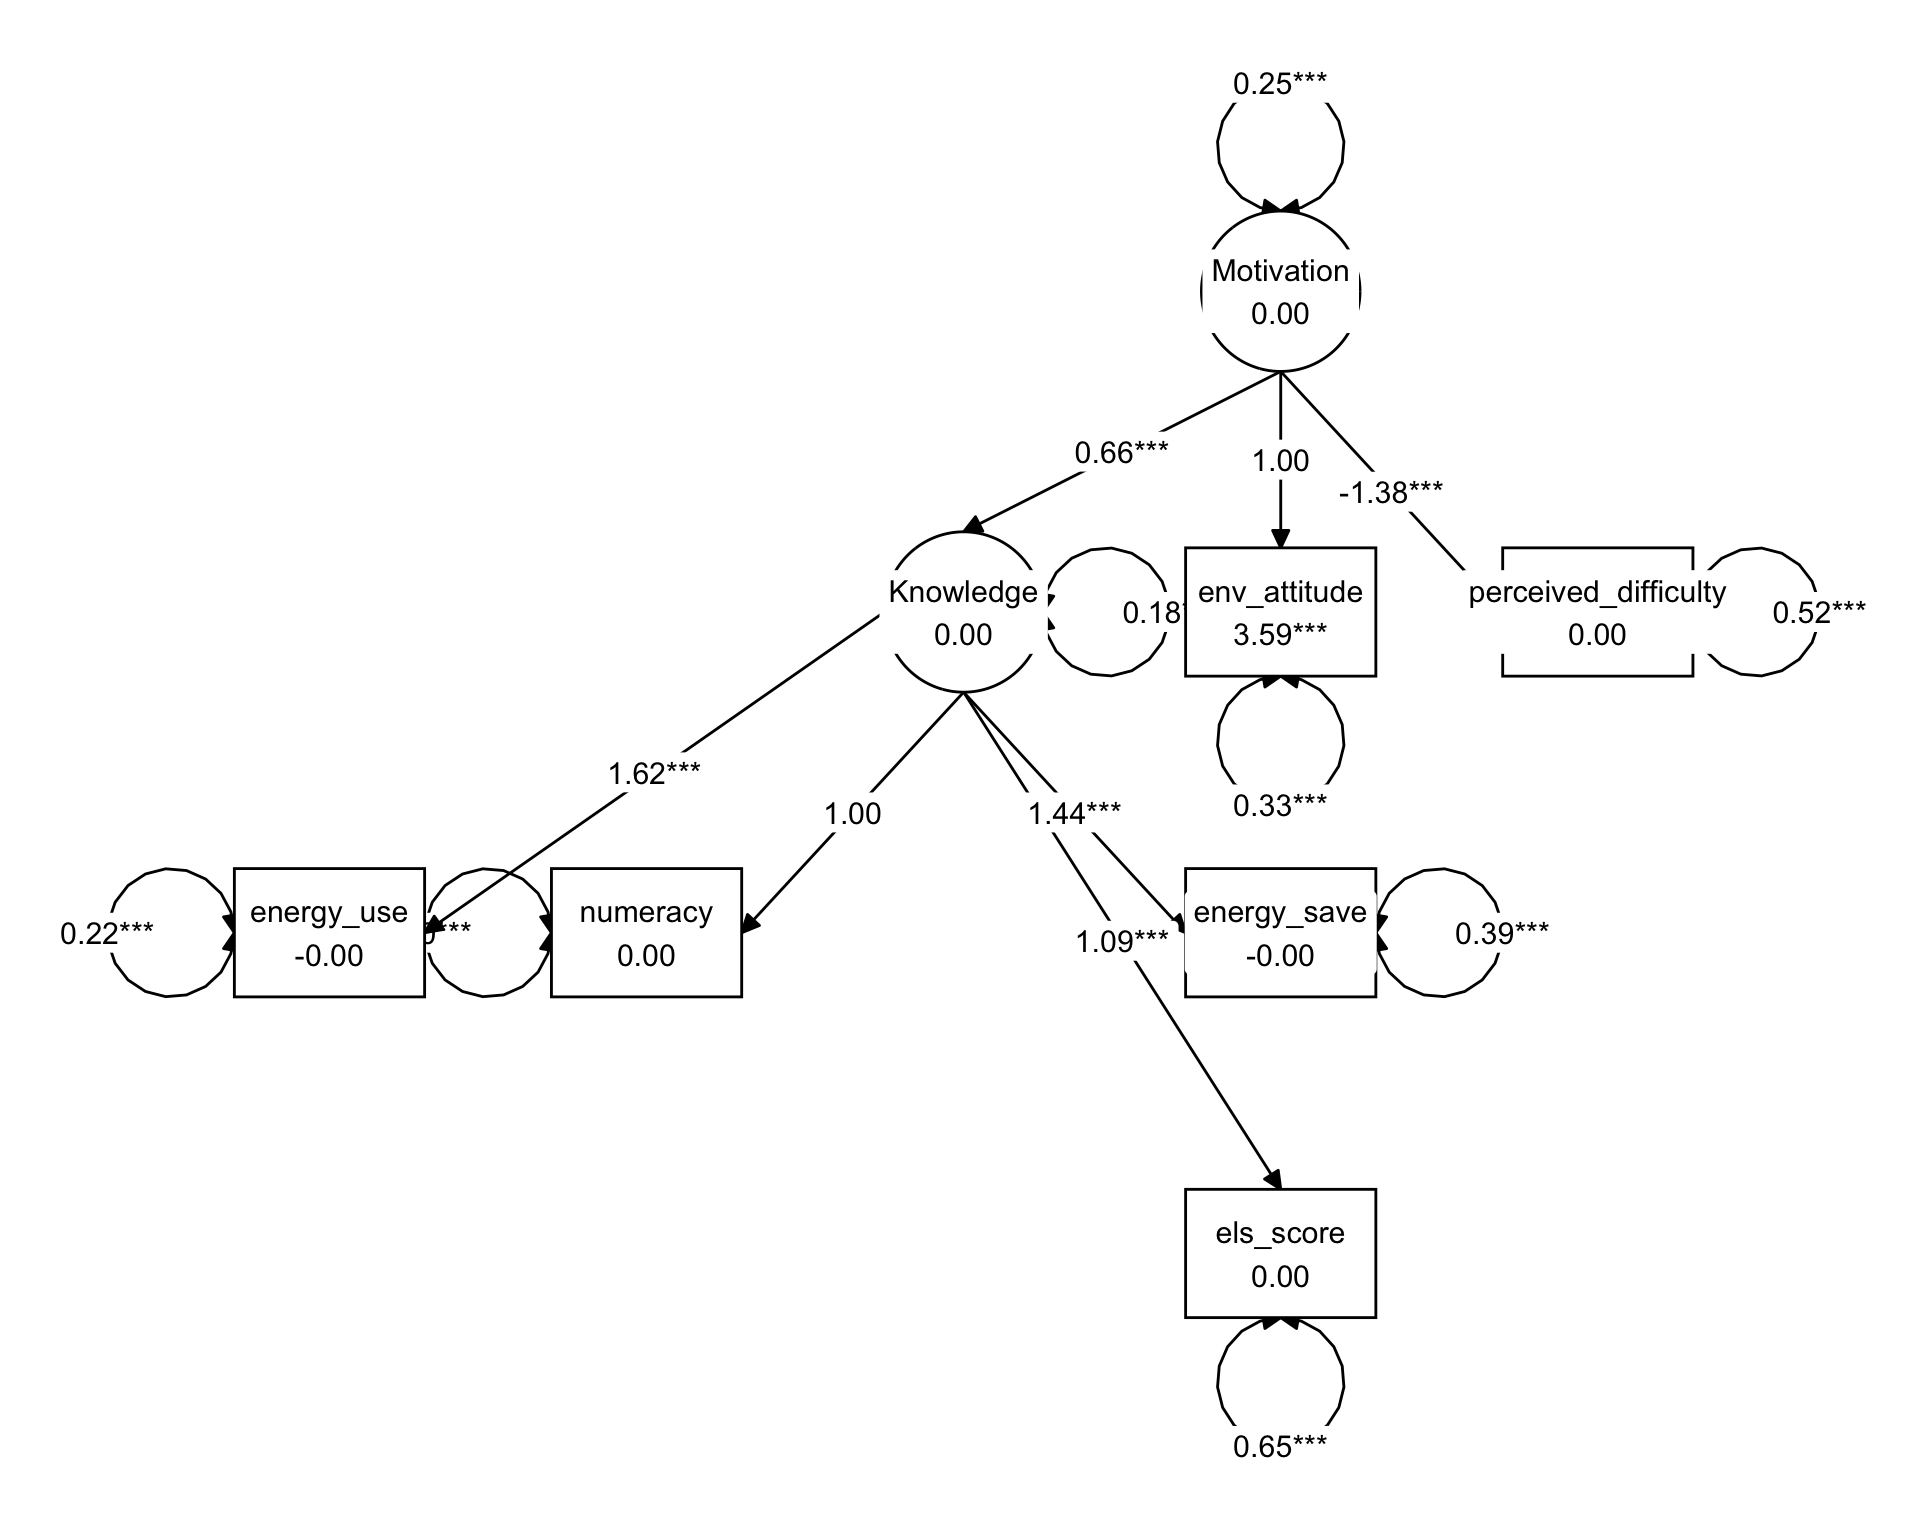 0.25***
Motivation
0.00
0.66***
1.00
-1.38***
Knowledge
0.00
0.18
env_attitude
3.59***
perceived_difficulty
0.00
0.52***
1.62***
1.00
1.44***
0.33***
energy_use
-0.00
0.22***
***
numeracy
0.00
1.09***
energy_save
-0.00
0.39***
els_score
0.00
0.65***